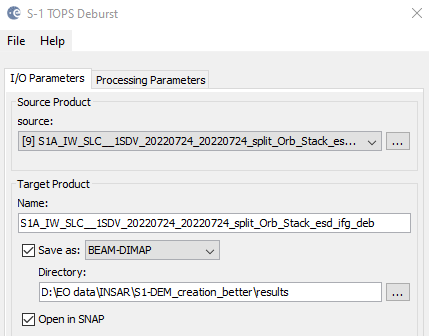 S-1 TOPS Deburst
File Help
I/O Parameters Processing Parameters
Source Product
source:
[9] S1A_IW_SLC__1SDV_20220724_20220724_split_Orb_Stack_es... ...
Target Product
Name:
S1A_IW_SLC__1SDV_20220724_20220724_split_Orb_Stack_esd_ifg_deb
Save as: BEAM-DIMAP
Directory:
D:\EO data\INSAR\S1-DEM_creation_better\results ...
Open in SNAP